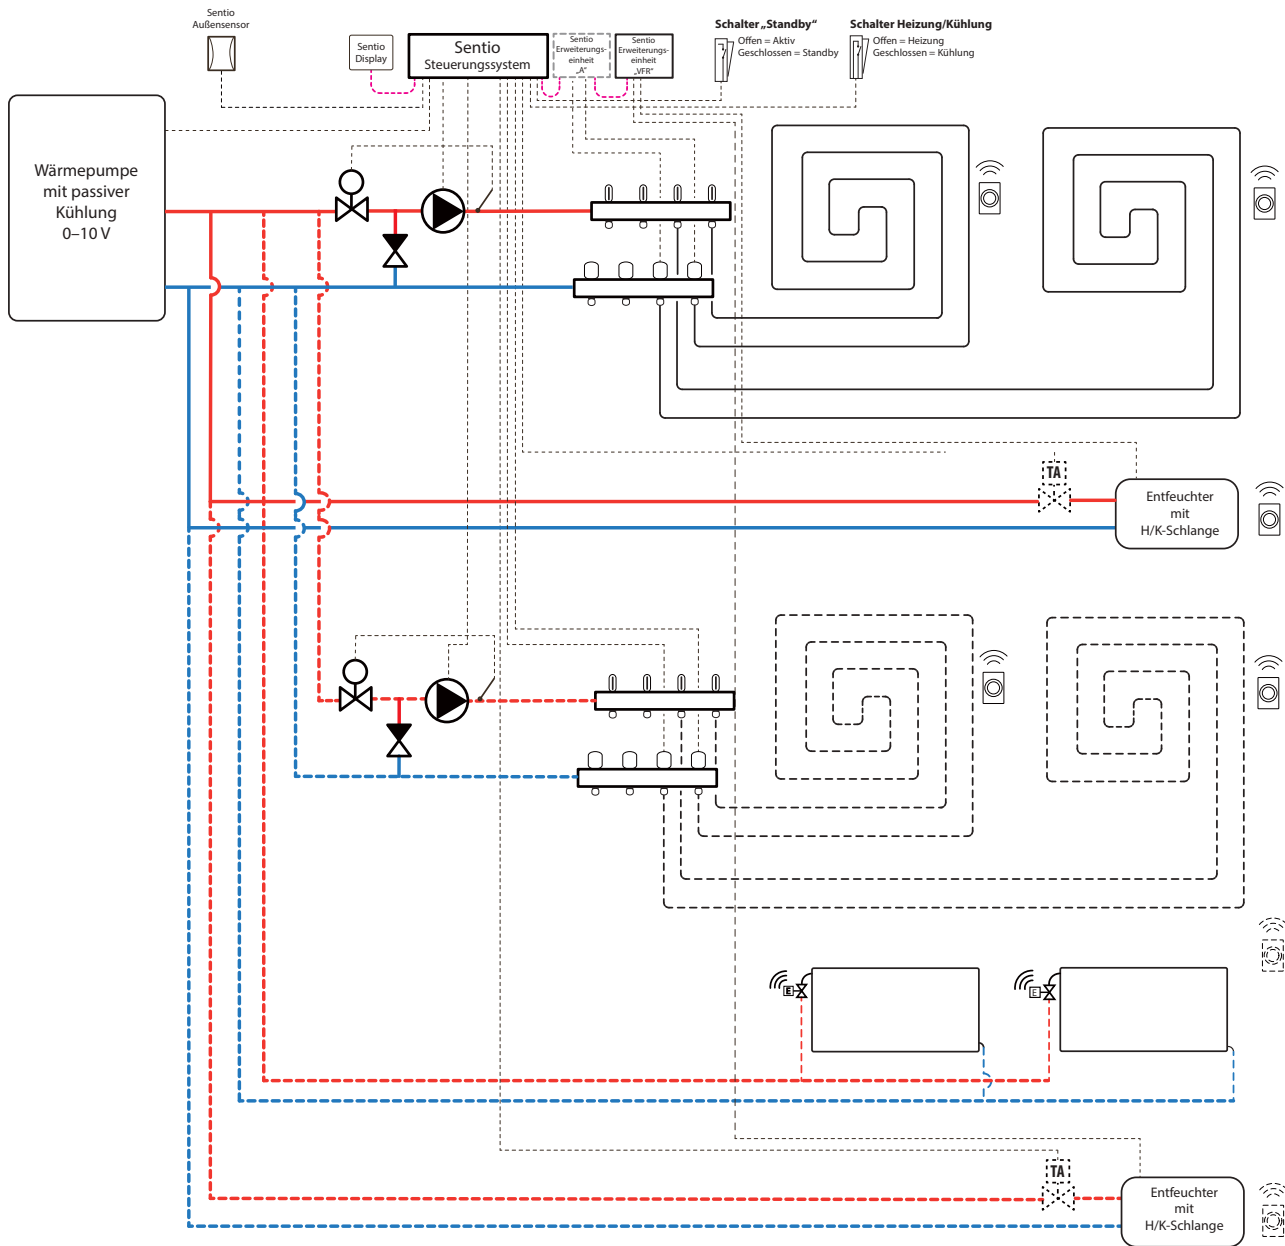 Sentio
Außensensor
Sentio
Display
Sentio
Steuerungssystem
Sentio
Erweiterungs-
einheit
„A“
Sentio
Erweiterungs-
einheit
„VFR“
Schalter „Standby“
Offen = Aktiv
Geschlossen = Standby
Schalter Heizung/Kühlung
Offen = Heizung
Geschlossen = Kühlung
Wärmepumpe
mit passiver
Kühlung
0–10 V
TA
Entfeuchter
mit
H/K-Schlange
E
E
TA
Entfeuchter
mit
H/K-Schlange